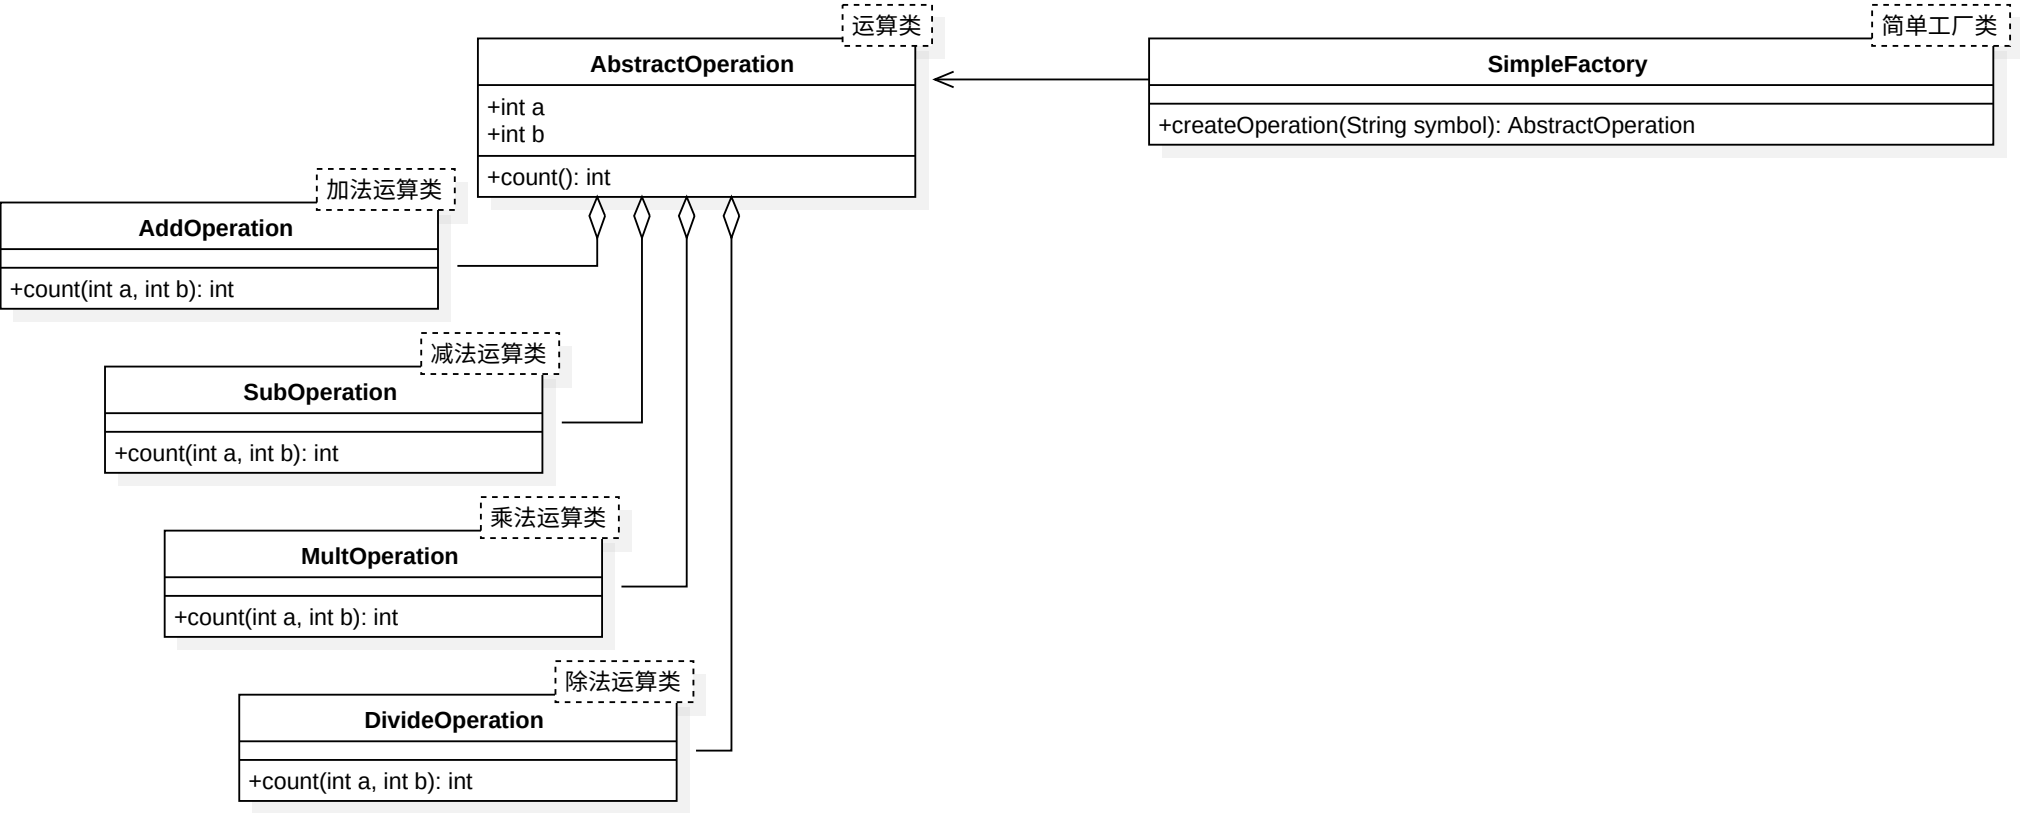 运算类
AbstractOperation
+int a
+int b
+count(): int
简单工厂类
SimpleFactory
+createOperation(String symbol): AbstractOperation
加法运算类
AddOperation
+count(int a, int b): int
减法运算类
SubOperation
+count(int a, int b): int
乘法运算类
MultOperation
+count(int a, int b): int
除法运算类
DivideOperation
+count(int a, int b): int